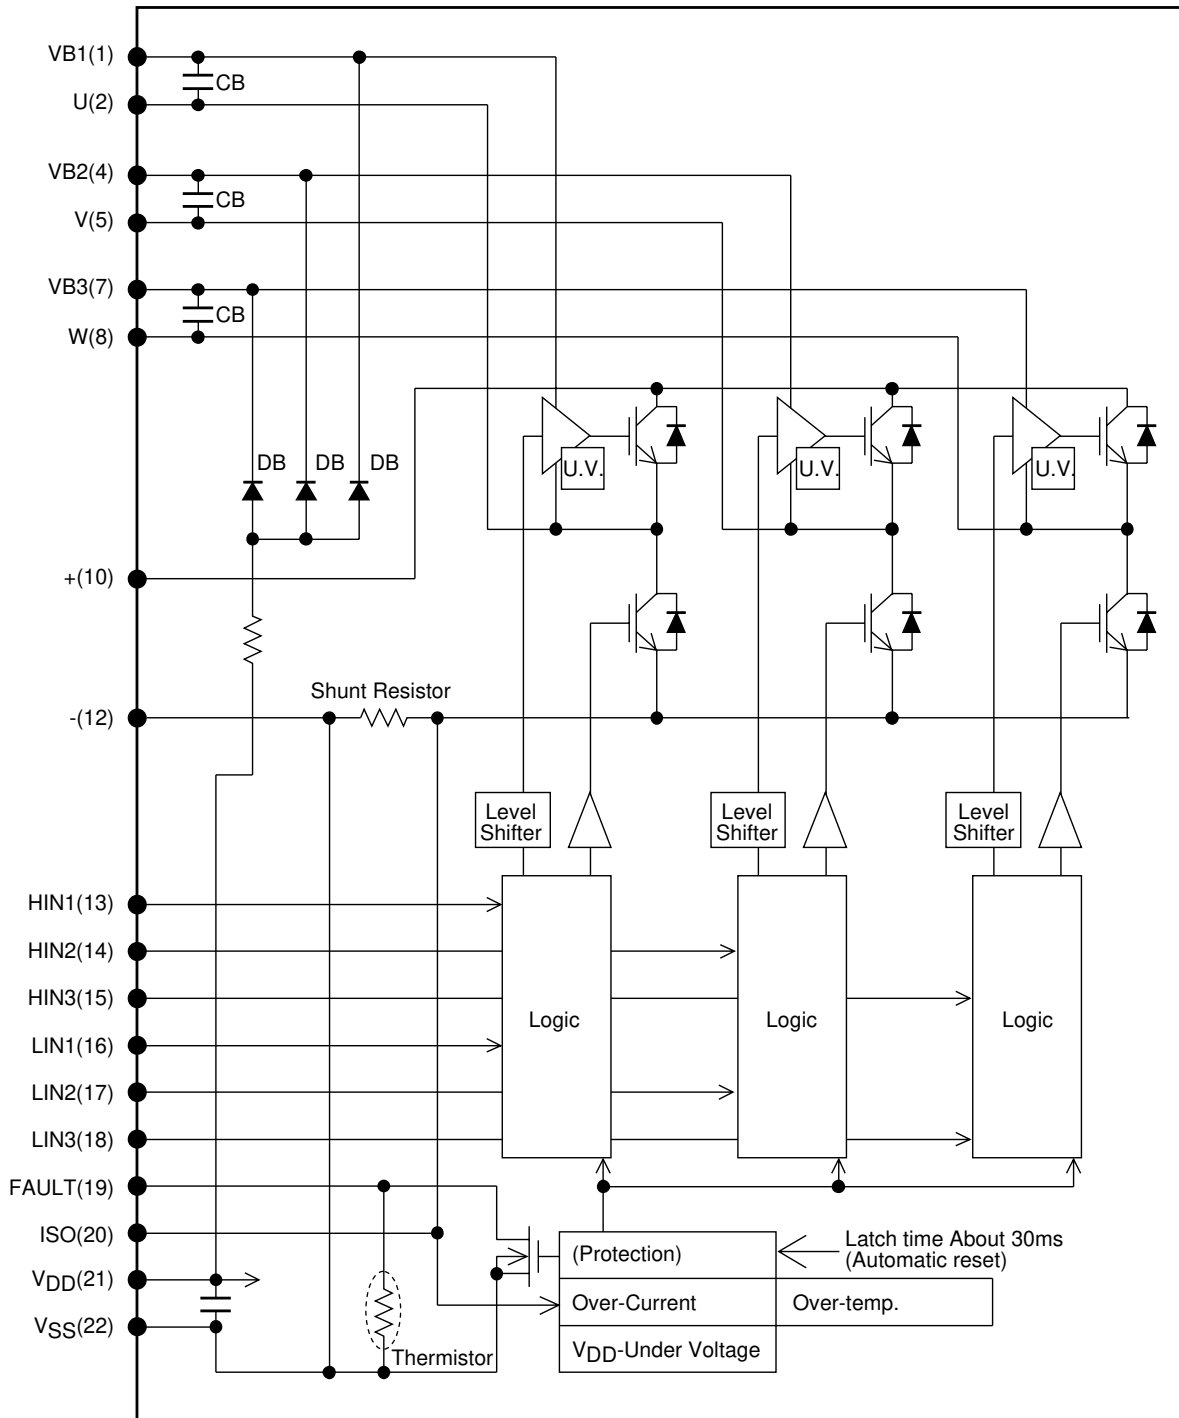 VB1(1)
CB
U(2)
VB2(4)
CB
V(5)
VB3(7)
CB
W(8)
DB DB DB
U.V. U.V. U.V.
+(10)
Shunt Resistor
-(12)
Level
Shifter
Level
Shifter
Level
Shifter
HIN1(13)
HIN2(14)
HIN3(15)
Logic Logic Logic
LIN1(16)
LIN2(17)
LIN3(18)
FAULT(19)
ISO(20)
VDD(21)
VSS(22)
Thermistor
(Protection)
Latch time About 30ms
(Automatic reset)
Over-Current Over-temp.
VDD-Under Voltage